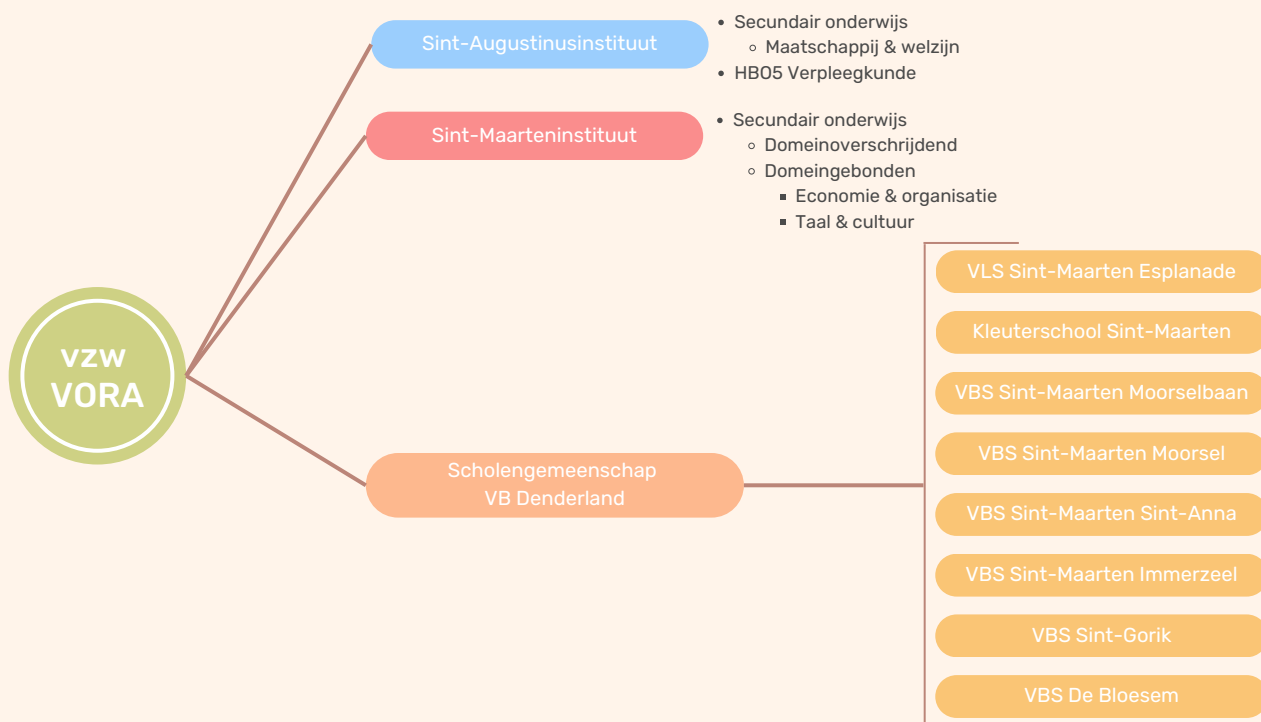 Sint-Augustinusinstituut
Secundair onderwijs
Maatschappij & welzijn
HBO5 Verpleegkunde
Sint-Maarteninstituut
Secundair onderwijs
Domeinoverschrijdend
Domeingebonden
Economie & organisatie
Taal & cultuur
vzw
VORA
Scholengemeenschap
VB Denderland
VLS Sint-Maarten Esplanade
Kleuterschool Sint-Maarten
VBS Sint-Maarten Moorselbaan
VBS Sint-Maarten Moorsel
VBS Sint-Maarten Sint-Anna
VBS Sint-Maarten Immerzeel
VBS Sint-Gorik
VBS De Bloesem